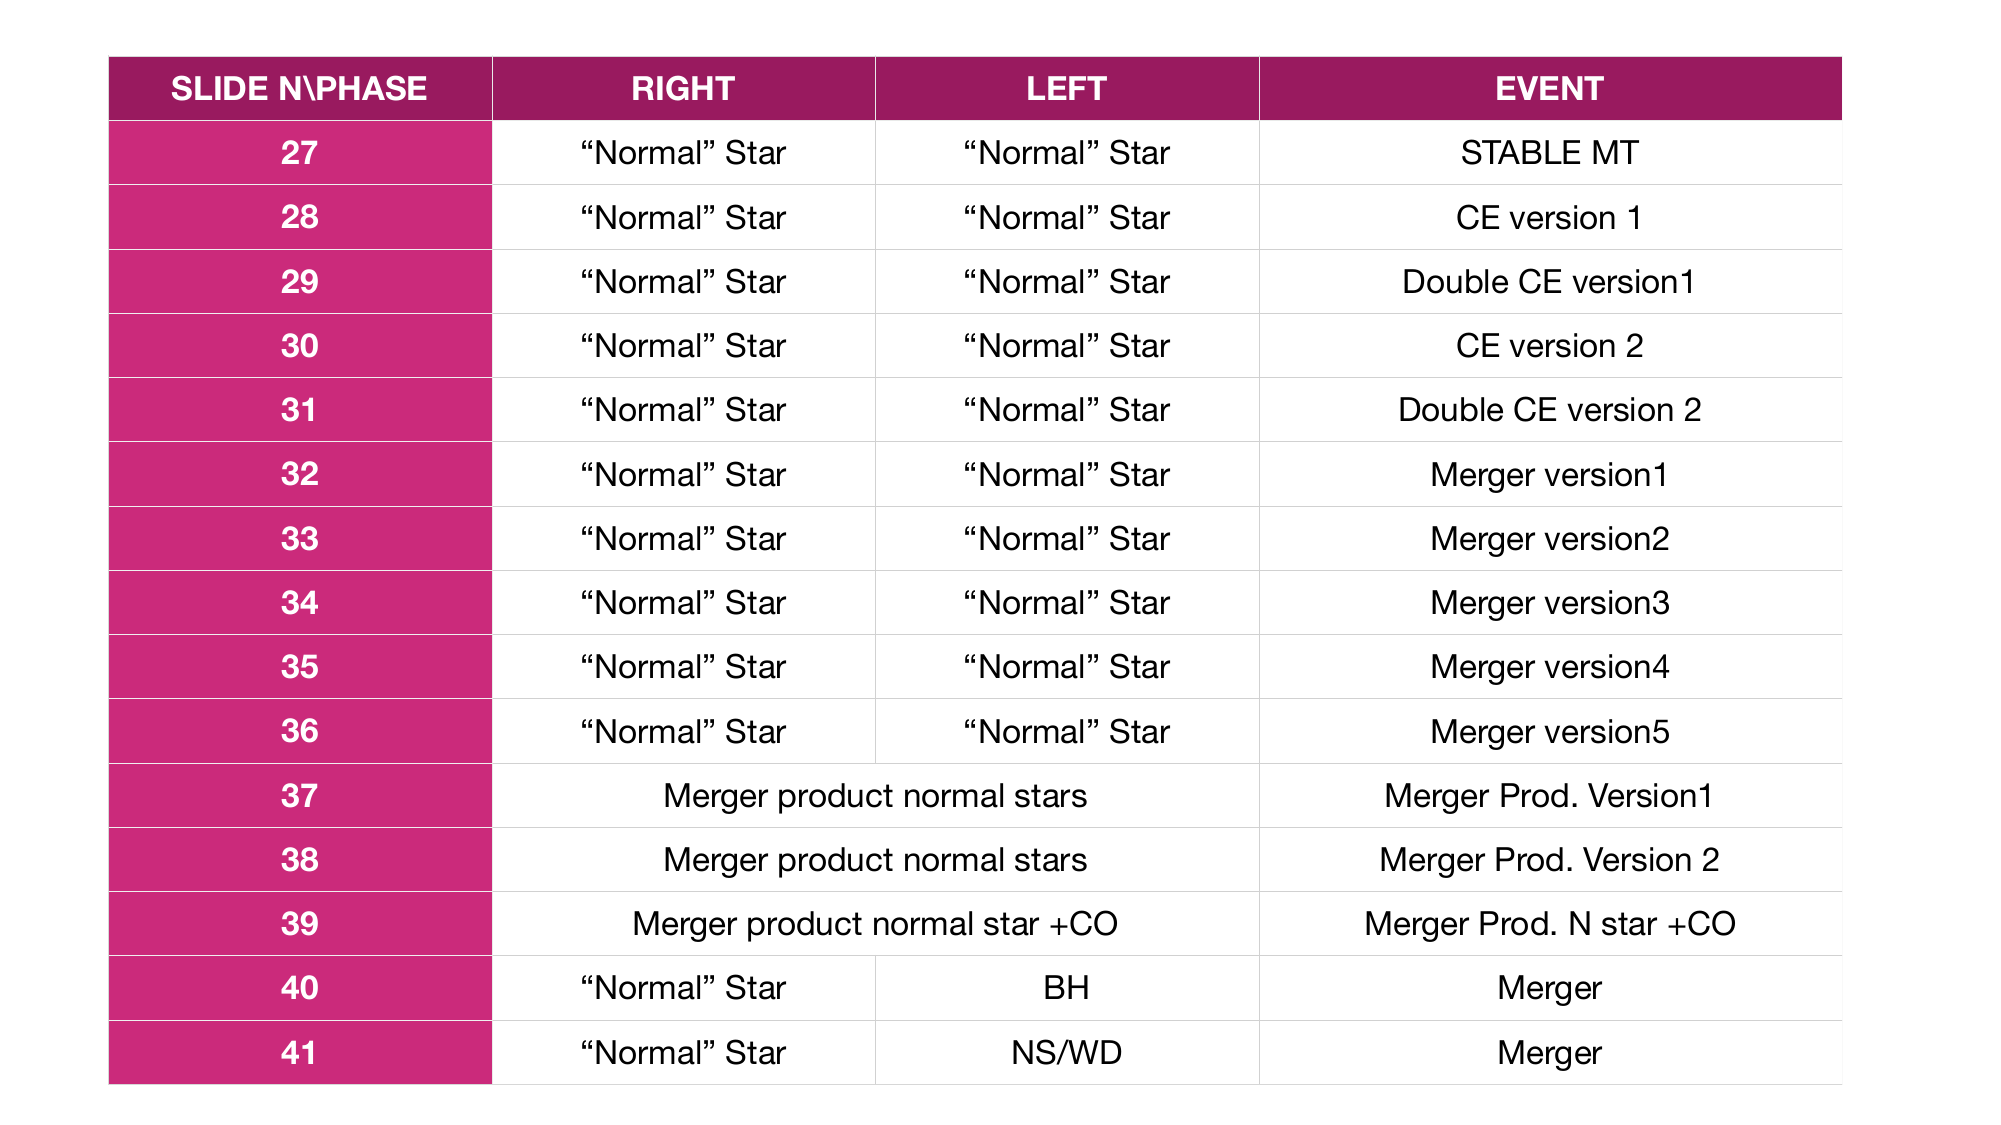 SLIDE N\PHASE RIGHT LEFT EVENT
27 “Normal” Star “Normal” Star STABLE MT
28 “Normal” Star “Normal” Star CE version 1
29 “Normal” Star “Normal” Star Double CE version1
30 “Normal” Star “Normal” Star CE version 2
31 “Normal” Star “Normal” Star Double CE version 2
32 “Normal” Star “Normal” Star Merger version1
33 “Normal” Star “Normal” Star Merger version2
34 “Normal” Star “Normal” Star Merger version3
35 “Normal” Star “Normal” Star Merger version4
36 “Normal” Star “Normal” Star Merger version5
37 Merger product normal stars Merger Prod. Version1
38 Merger product normal stars Merger Prod. Version 2
39 Merger product normal star +CO Merger Prod. N star +CO
40 “Normal” Star BH Merger
41 “Normal” Star NS/WD Merger